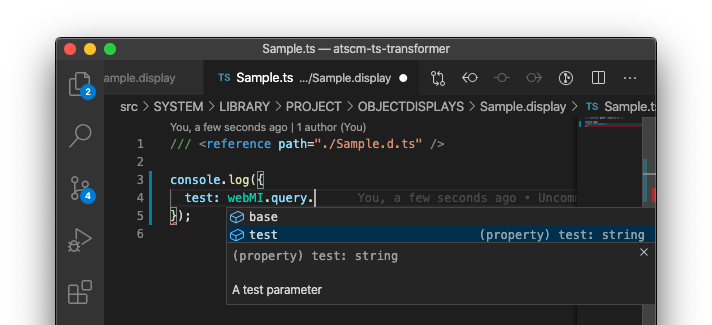 Sample.ts — atscm-ts-transformer
ample.display
TS Sample.ts .../Sample.display
src > SYSTEM > LIBRARY > PROJECT > OBJECTDISPLAYS > Sample.display > TS Sample.ts
You, a few seconds ago | 1 author (You)
1 /// <reference path="./Sample.d.ts" />
2
3 console.log({
4 test: webMI.query. You, a few seconds ago • Uncomm
5 });
6
base
test (property) test: string
(property) test: string
A test parameter
2
4